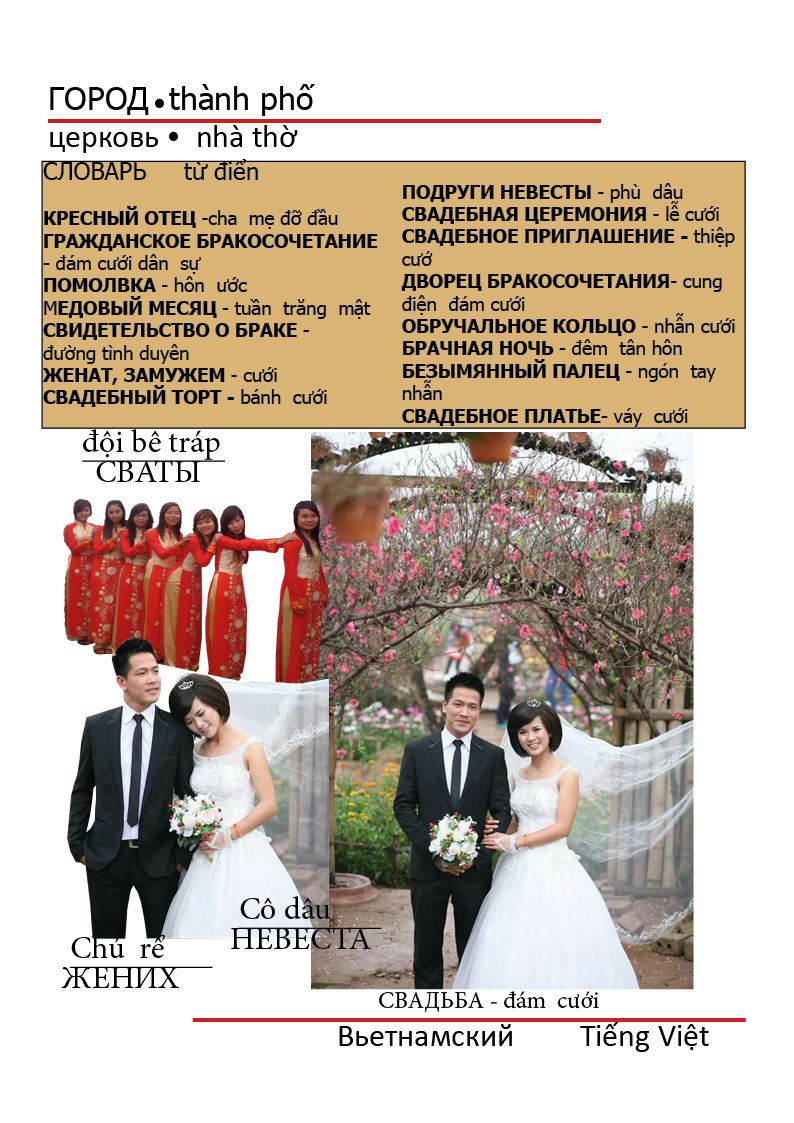 ГОРОД • thành phố
церковь • nhà thờ
СЛОВАРЬ từ điển
КРЕСНЫЙ ОТЕЦ -cha mẹ đỡ đầu
ГРАЖДАНСКОЕ БРАКОСОЧЕТАНИЕ
- đám cưới dân sự
ПОМОЛВКА - hôn ước
МЕДОВЫЙ МЕСЯЦ - tuần trăng mật
СВИДЕТЕЛЬСТВО О БРАКЕ -
đường tình duyên
ЖЕНАТ, ЗАМУЖЕМ - cưới
СВАДЕБНЫЙ ТОРТ - bánh cưới
ПОДРУГИ НЕВЕСТЫ - phù dâu
СВАДЕБНАЯ ЦЕРЕМОНИЯ - lễ cưới
СВАДЕБНОЕ ПРИГЛАШЕНИЕ - thiệp
cướ
ДВОРЕЦ БРАКОСОЧЕТАНИЯ- cung
điện đám cưới
ОБРУЧАЛЬНОЕ КОЛЬЦО - nhẫn cưới
БРАЧНАЯ НОЧЬ - đêm tân hôn
БЕЗЫМЯННЫЙ ПАЛЕЦ - ngón tay
nhẫn
СВАДЕБНОЕ ПЛАТЬЕ- váy cưới
đội bê tráp
СВАТЫ
Cô dâu
НЕВЕСТА
Chú rể
ЖЕНИХ
СВАДЬБА - đám cưới
Вьетнамский Tiếng Việt